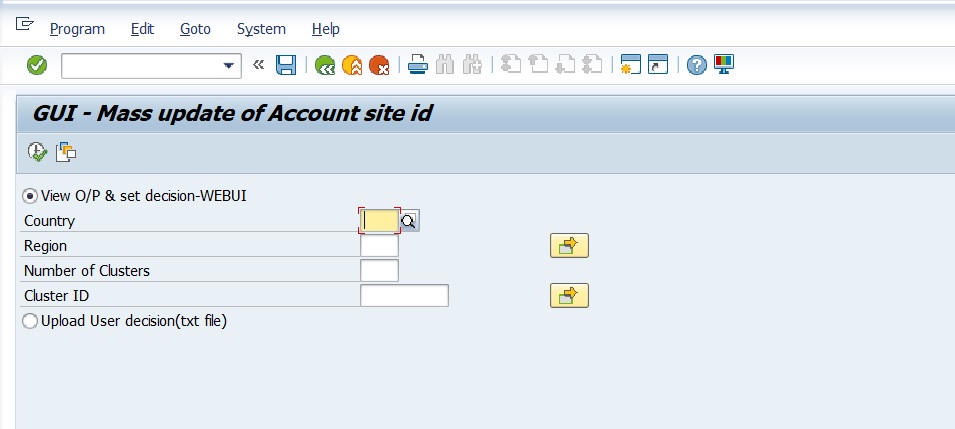 Program Edit Goto System Help
GUI - Mass update of Account site id
View O/P & set decision-WEBUI
Country
Region
Number of Clusters
Cluster ID
Upload User decision(txt file)